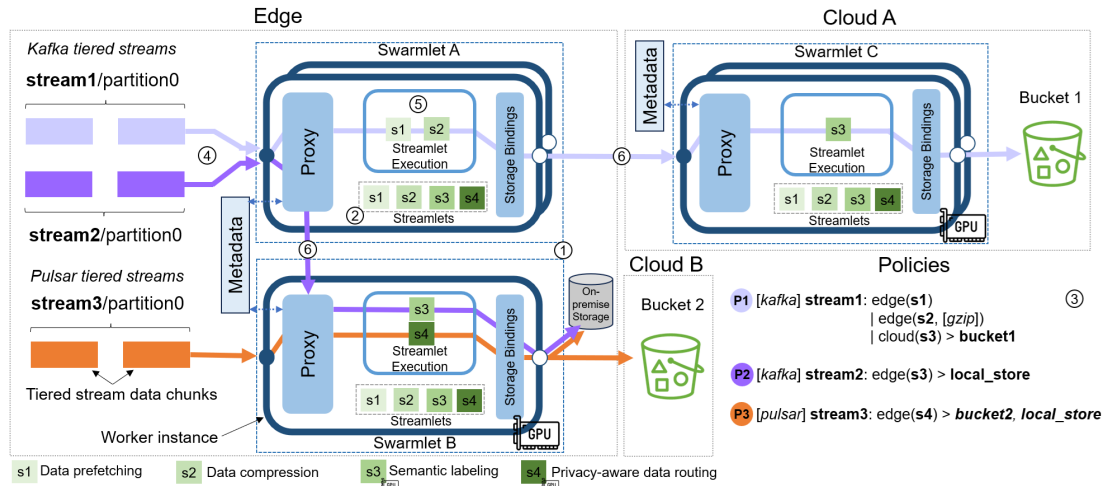 Edge
Cloud A
Kafka tiered streams
stream1/partition0
④
stream2/partition0
Pulsar tiered streams
stream3/partition0
Tiered stream data chunks
Worker instance
Swarmlet A
Metadata
Proxy
⑤
s1 s2
Streamlet
Execution
Storage Bindings
②
s1 s2 s3 s4
Streamlets
⑥
⑥
①
Swarmlet C
Metadata
Proxy
s3
Streamlet
Execution
Storage Bindings
s1 s2 s3 s4
Streamlets
GPU
Bucket 1
Proxy
s3
s4
Streamlet
Execution
Storage Bindings
s1 s2 s3 s4
Streamlets
GPU
Swarmlet B
On-
premise
Storage
Cloud B
Bucket 2
Policies
③
P1 [kafka] stream1: edge(s1)
| edge(s2, [gzip])
| cloud(s3) > bucket1
P2 [kafka] stream2: edge(s3) > local_store
P3 [pulsar] stream3: edge(s4) > bucket2, local_store
s1 Data prefetching
s2 Data compression
s3 Semantic labeling
GPU
s4 Privacy-aware data routing
GPU